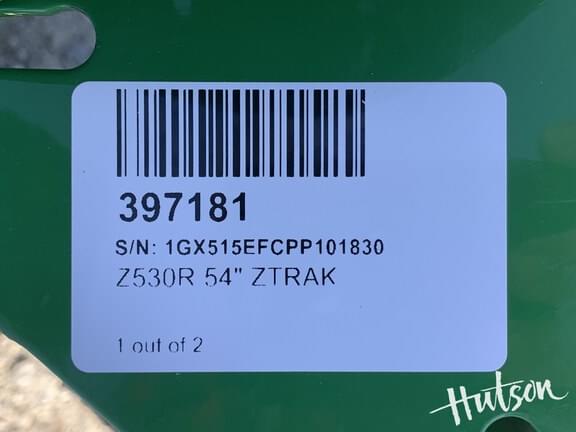 397181
S/N: 1GX515EFCPP101830
Z530R 54" ZTRAK
1 out of 2
Hutson